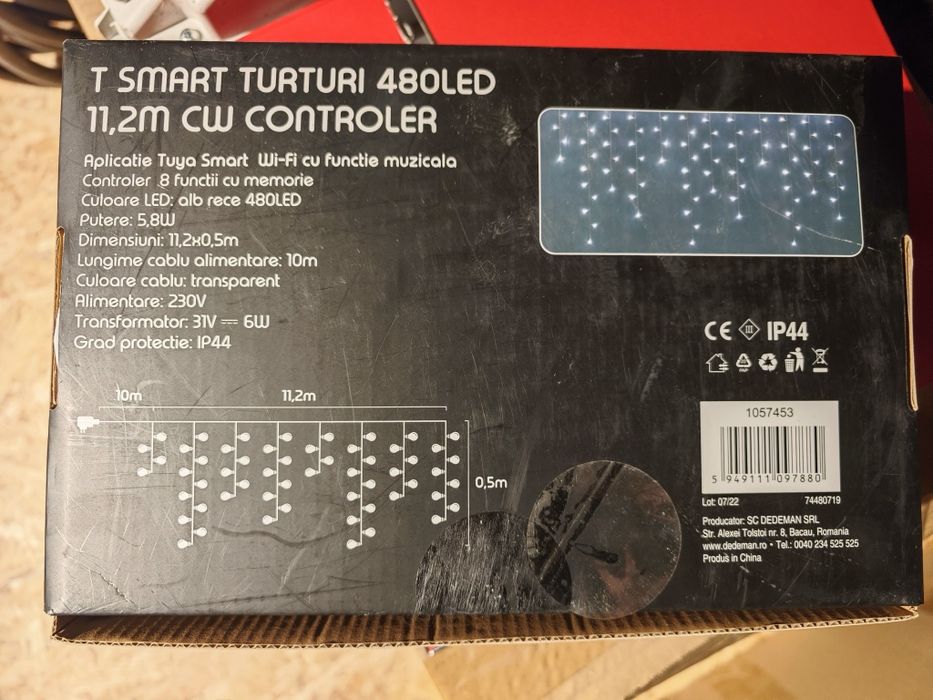 T SMART TURTURI 480LED
11,2M CW CONTROLER
Aplicatie Tuya Smart Wi-Fi cu functie muzicala
Controler 8 functii cu memorie
Culoare LED: alb rece 480LED
Putere: 5,8W
Dimensiuni: 11,2x0,5m
Lungime cablu alimentare: 10m
Culoare cablu: transparent
Alimentare: 230V
Transformator: 31V ⎓ 6W
Grad protectie: IP44
10m 11,2m
0,5m
CE III IP44
1057453
5 949111 097880
Lot: 07/22 74480719
Producator: SC DEDEMAN SRL
Str. Alexei Tolstoi nr. 8, Bacau, Romania
www.dedeman.ro • Tel.: 0040 234 525 525
Produs in China